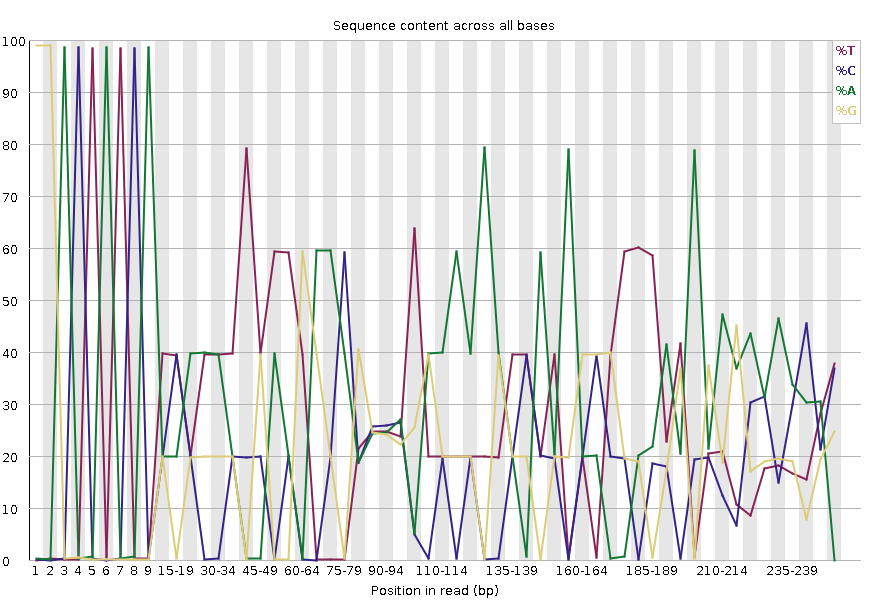 Sequence content across all bases
%T
%C
%A
%G
100
90
80
70
60
50
40
30
20
10
0
1 2 3 4 5 6 7 8 9 15-19 30-34 45-49 60-64 75-79 90-94 110-114 135-139 160-164 185-189 210-214 235-239
Position in read (bp)